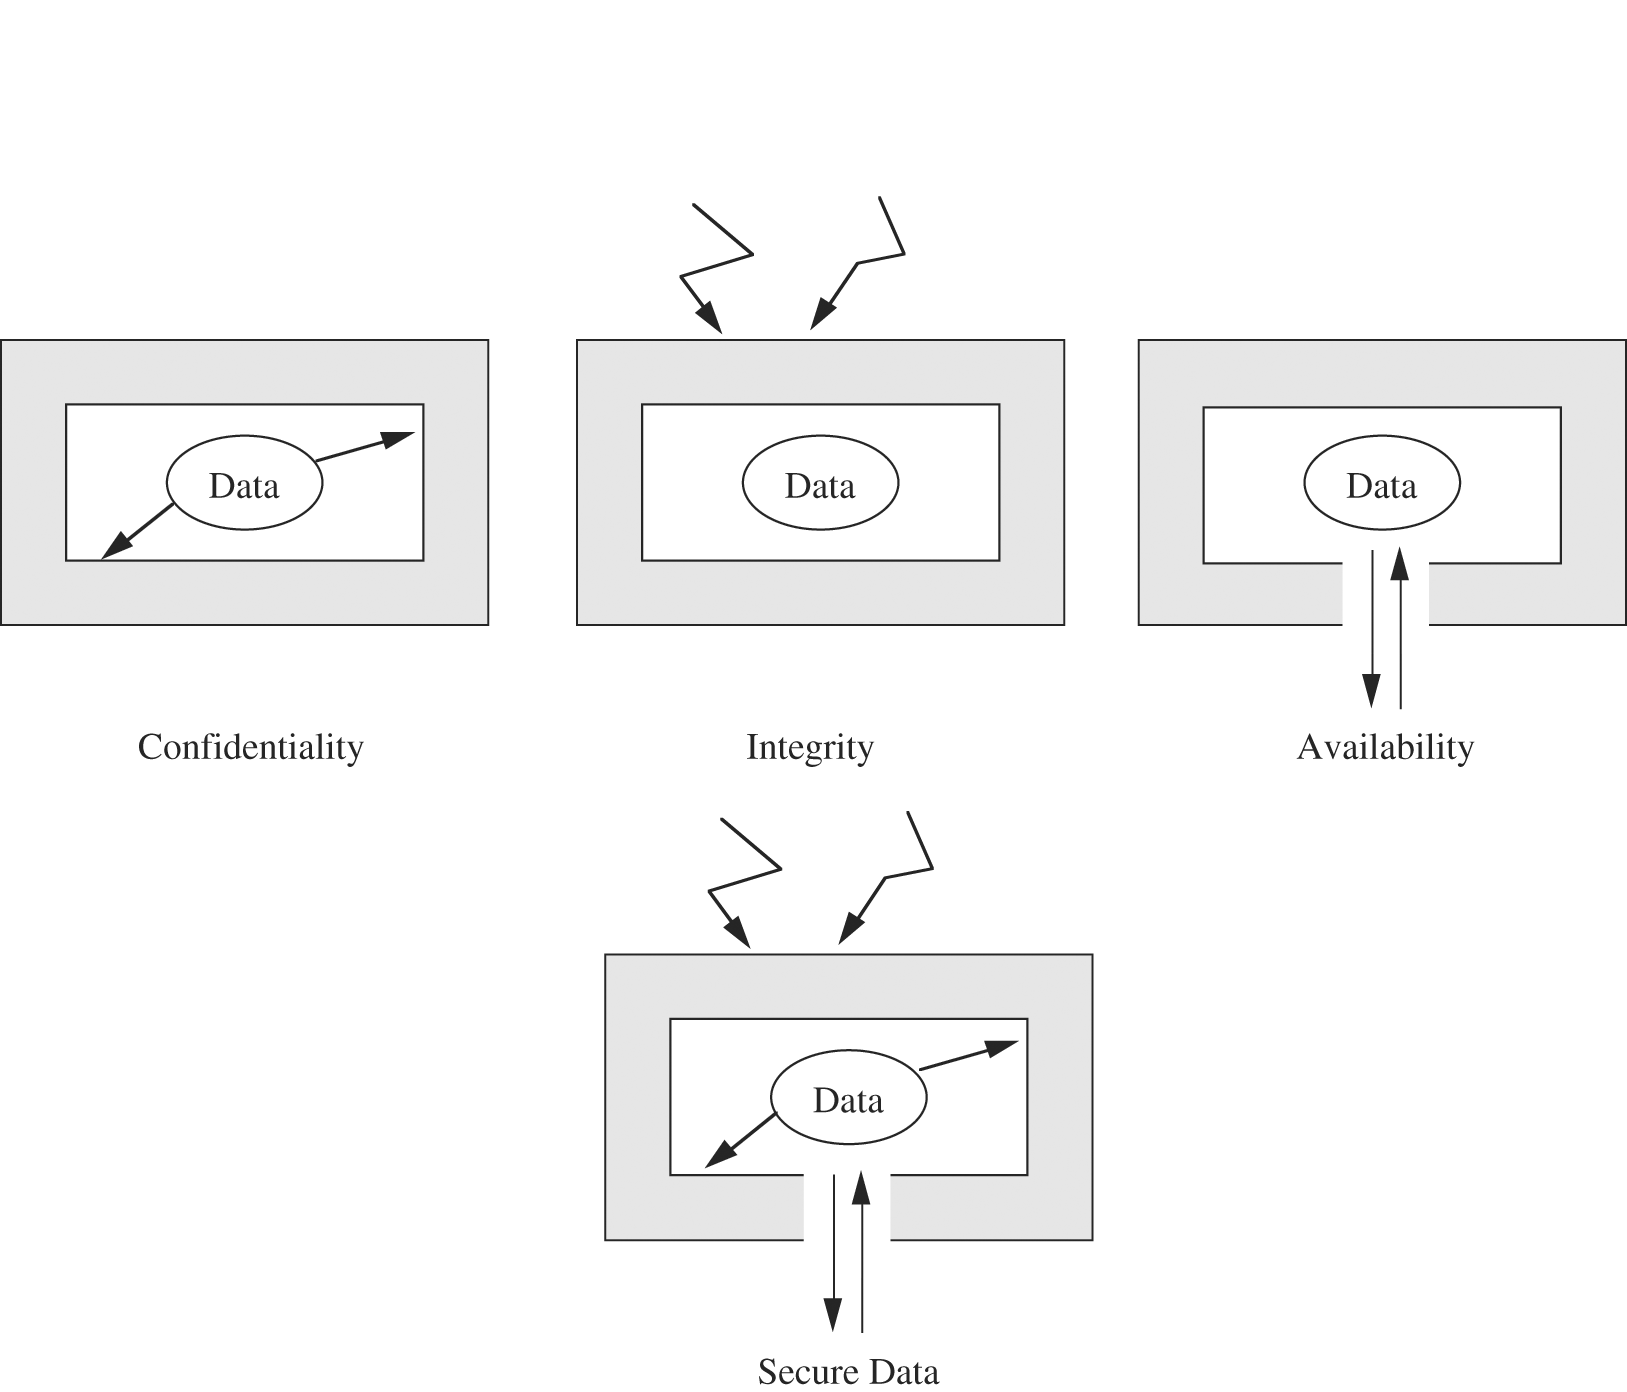 Data
Data
Data
Confidentiality
Integrity
Availability
Data
Secure Data